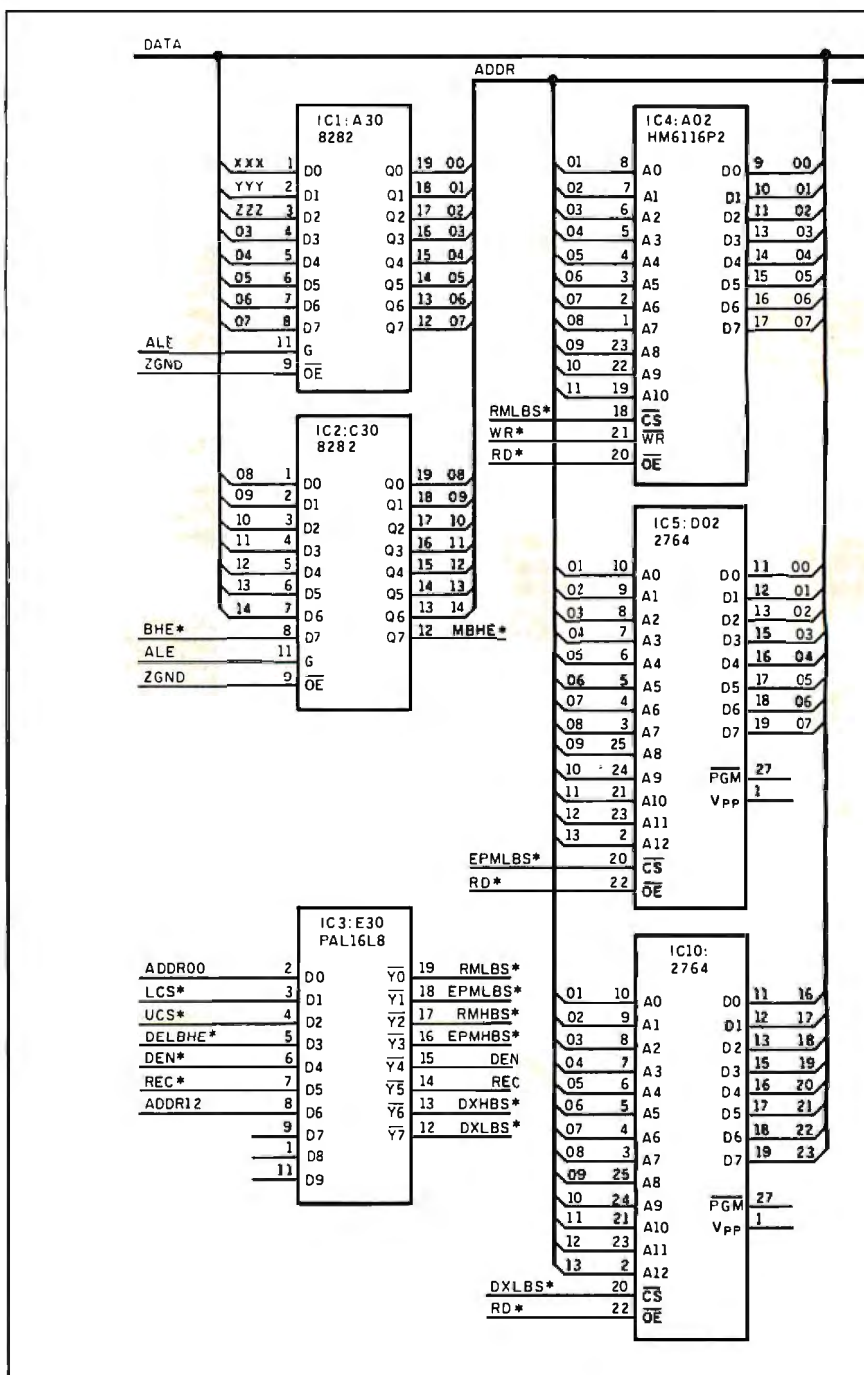 DATA
ADDR
IC1:A30
8282
XXX 1 D0 Q0 19 00
YYY 2 D1 Q1 18 01
ZZZ 3 D2 Q2 17 02
03 4 D3 Q3 16 03
04 5 D4 Q4 15 04
05 6 D5 Q5 14 05
06 7 D6 Q6 13 06
07 8 D7 Q7 12 07
ALE 11 G
ZGND 9 OE
IC2:C30
8282
08 1 D0 Q0 19 08
09 2 D1 Q1 18 09
10 3 D2 Q2 17 10
11 4 D3 Q3 16 11
12 5 D4 Q4 15 12
13 6 D5 Q5 14 13
14 7 D6 Q6 13 14
BHE* 8 D7 Q7 12 MBHE*
ALE 11 G
ZGND 9 OE
IC3:E30
PAL16L8
ADDR00 2 D0 Y0 19 RMLBS*
LCS* 3 D1 Y1 18 EPMLBS*
UCS* 4 D2 Y2 17 RMHBS*
DELBHE* 5 D3 Y3 16 EPMHBS*
DEN* 6 D4 Y4 15 DEN
REC* 7 D5 Y5 14 REC
ADDR12 8 D6 Y6 13 DXHBS*
9 D7 Y7 12 DXLBS*
1 D8
11 D9
IC4:A02
HM6116P2
01 8 A0 D0 9 00
02 7 A1 D1 10 01
03 6 A2 D2 11 02
04 5 A3 D3 13 03
05 4 A4 D4 14 04
06 3 A5 D5 15 05
07 2 A6 D6 16 06
08 1 A7 D7 17 07
09 23 A8
10 22 A9
11 19 A10
RMLBS* 18 CS
WR* 21 WR
RD* 20 OE
IC5:D02
2764
01 10 A0 D0 11 00
02 9 A1 D1 12 01
03 8 A2 D2 13 02
04 7 A3 D3 15 03
05 6 A4 D4 16 04
06 5 A5 D5 17 05
07 4 A6 D6 18 06
08 3 A7 D7 19 07
09 25 A8
10 24 A9 PGM 27
11 21 A10 VPP 1
12 23 A11
13 2 A12
EPMLBS* 20 CS
RD* 22 OE
IC10:
2764
01 10 A0 D0 11 16
02 9 A1 D1 12 17
03 8 A2 D2 13 18
04 7 A3 D3 15 19
05 6 A4 D4 16 20
06 5 A5 D5 17 21
07 4 A6 D6 18 22
08 3 A7 D7 19 23
09 25 A8
10 24 A9 PGM 27
11 21 A10 VPP 1
12 23 A11
13 2 A12
DXLBS* 20 CS
RD* 22 OE